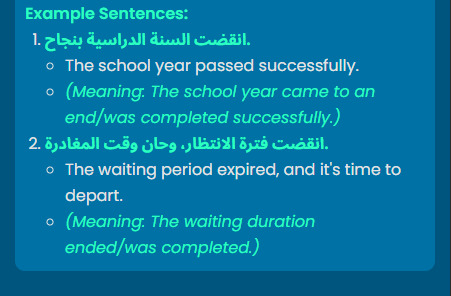 Example Sentences:
1. انقضت السنة الدراسية بنجاح.
The school year passed successfully.
(Meaning: The school year came to an
end/was completed successfully.)
2. انقضت فترة الانتظار، وحان وقت المغادرة.
The waiting period expired, and it's time to
depart.
(Meaning: The waiting duration
ended/was completed.)